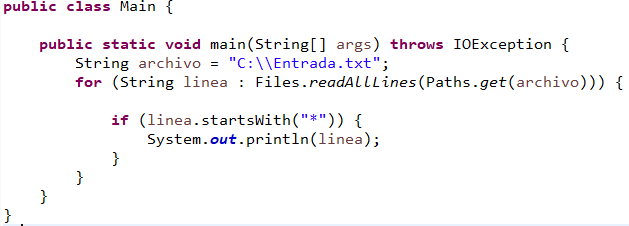 public class Main {
public static void main(String[] args) throws IOException {
String archivo = "C:\\Entrada.txt";
for (String linea : Files.readAllLines(Paths.get(archivo))) {
if (linea.startsWith("*")) {
System.out.println(linea);
}
}
}
}